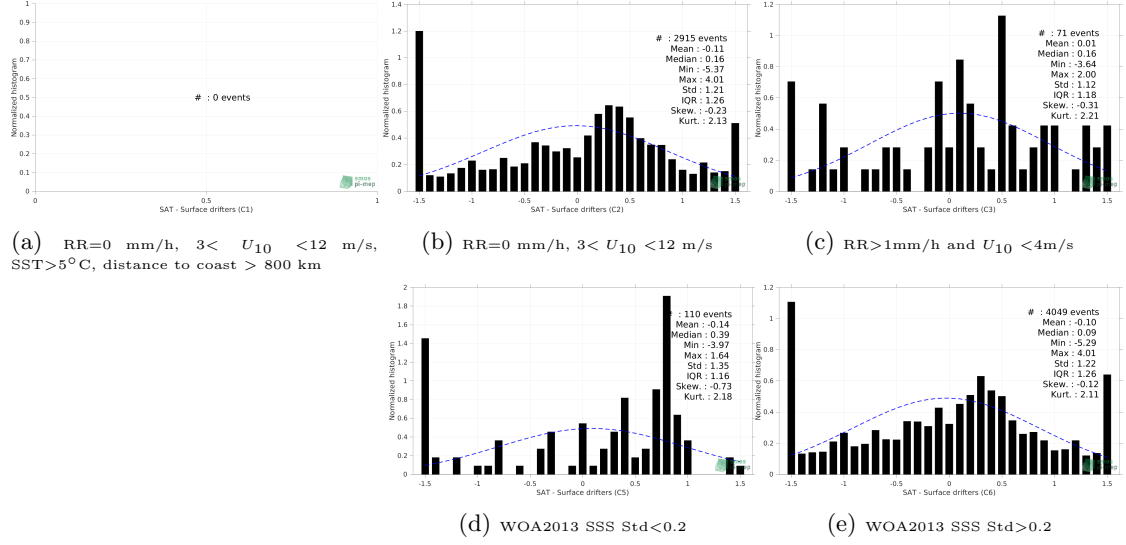 1
0.9
0.8
0.7
0.6
0.5
0.4
0.3
0.2
0.1
0
Normalized histogram
# : 0 events
smos
pi-mep
0 0.5 1
SAT - Surface drifters (C1)
(a) RR=0 mm/h, 3< U10 <12 m/s,
SST>5°C, distance to coast > 800 km
1.4
1.2
1
0.8
0.6
0.4
0.2
0
Normalized histogram
# : 2915 events
Mean : -0.11
Median : 0.16
Min : -5.37
Max : 4.01
Std : 1.21
IQR : 1.26
Skew. : -0.23
Kurt. : 2.13
smos
pi-mep
-1.5 -1 -0.5 0 0.5 1 1.5
SAT - Surface drifters (C2)
(b) RR=0 mm/h, 3< U10 <12 m/s
1.2
1
0.8
0.6
0.4
0.2
0
Normalized histogram
# : 71 events
Mean : 0.01
Median : 0.16
Min : -3.64
Max : 2.00
Std : 1.12
IQR : 1.18
Skew. : -0.31
Kurt. : 2.21
smos
pi-mep
-1.5 -1 -0.5 0 0.5 1 1.5
SAT - Surface drifters (C3)
(c) RR>1mm/h and U10 <4m/s
2
1.8
1.6
1.4
1.2
1
0.8
0.6
0.4
0.2
0
Normalized histogram
# : 110 events
Mean : -0.14
Median : 0.39
Min : -3.97
Max : 1.64
Std : 1.35
IQR : 1.16
Skew. : -0.73
Kurt. : 2.18
smos
pi-mep
-1.5 -1 -0.5 0 0.5 1 1.5
SAT - Surface drifters (C5)
(d) WOA2013 SSS Std<0.2
1.2
1
0.8
0.6
0.4
0.2
0
Normalized histogram
# : 4049 events
Mean : -0.10
Median : 0.09
Min : -5.29
Max : 4.01
Std : 1.22
IQR : 1.26
Skew. : -0.12
Kurt. : 2.11
smos
pi-mep
-1.5 -1 -0.5 0 0.5 1 1.5
SAT - Surface drifters (C6)
(e) WOA2013 SSS Std>0.2